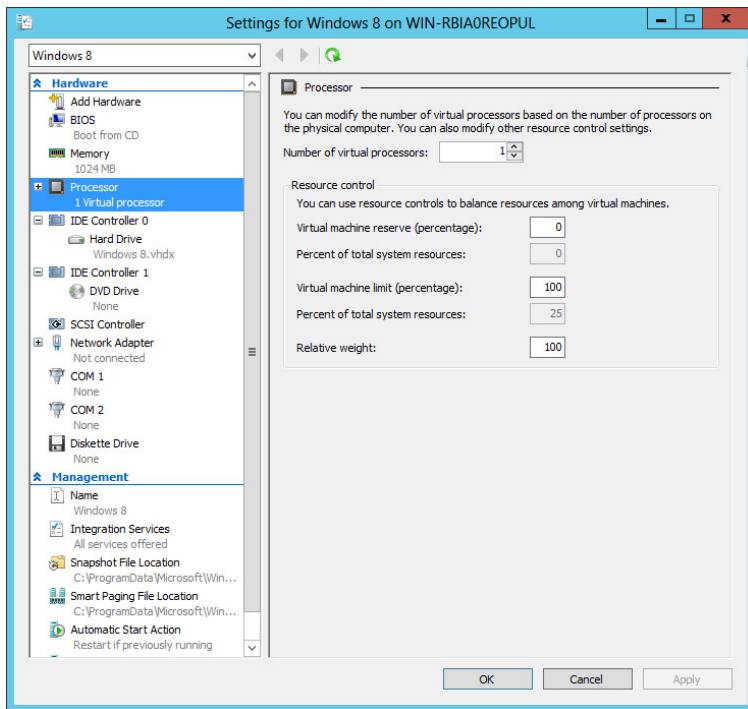 Settings for Windows 8 on WIN-RBIA0REOPUL
Windows 8
Hardware
Add Hardware
BIOS
Boot from CD
Memory
1024 MB
Processor
1 Virtual processor
IDE Controller 0
Hard Drive
Windows 8.vhdx
IDE Controller 1
DVD Drive
None
SCSI Controller
Network Adapter
Not connected
COM 1
None
COM 2
None
Diskette Drive
None
Management
Name
Windows 8
Integration Services
All services offered
Snapshot File Location
C:\ProgramData\Microsoft\Win...
Smart Paging File Location
C:\ProgramData\Microsoft\Win...
Automatic Start Action
Restart if previously running
Processor
You can modify the number of virtual processors based on the number of processors on
the physical computer. You can also modify other resource control settings.
Number of virtual processors: 1
Resource control
You can use resource controls to balance resources among virtual machines.
Virtual machine reserve (percentage): 0
Percent of total system resources: 0
Virtual machine limit (percentage): 100
Percent of total system resources: 25
Relative weight: 100
OK Cancel Apply